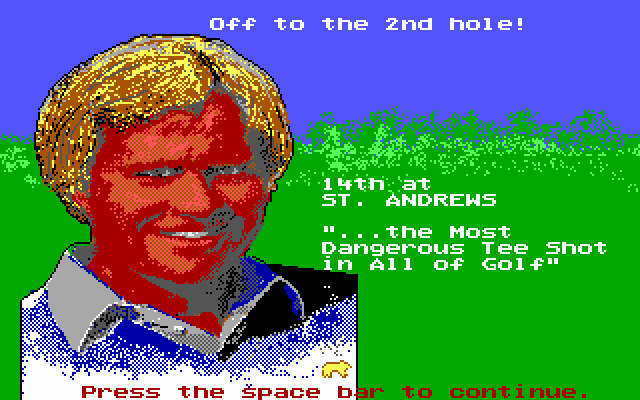 Off to the 2nd hole!
14th at
ST. ANDREWS
"...the Most
Dangerous Tee Shot
in All of Golf"
Press the space bar to continue.